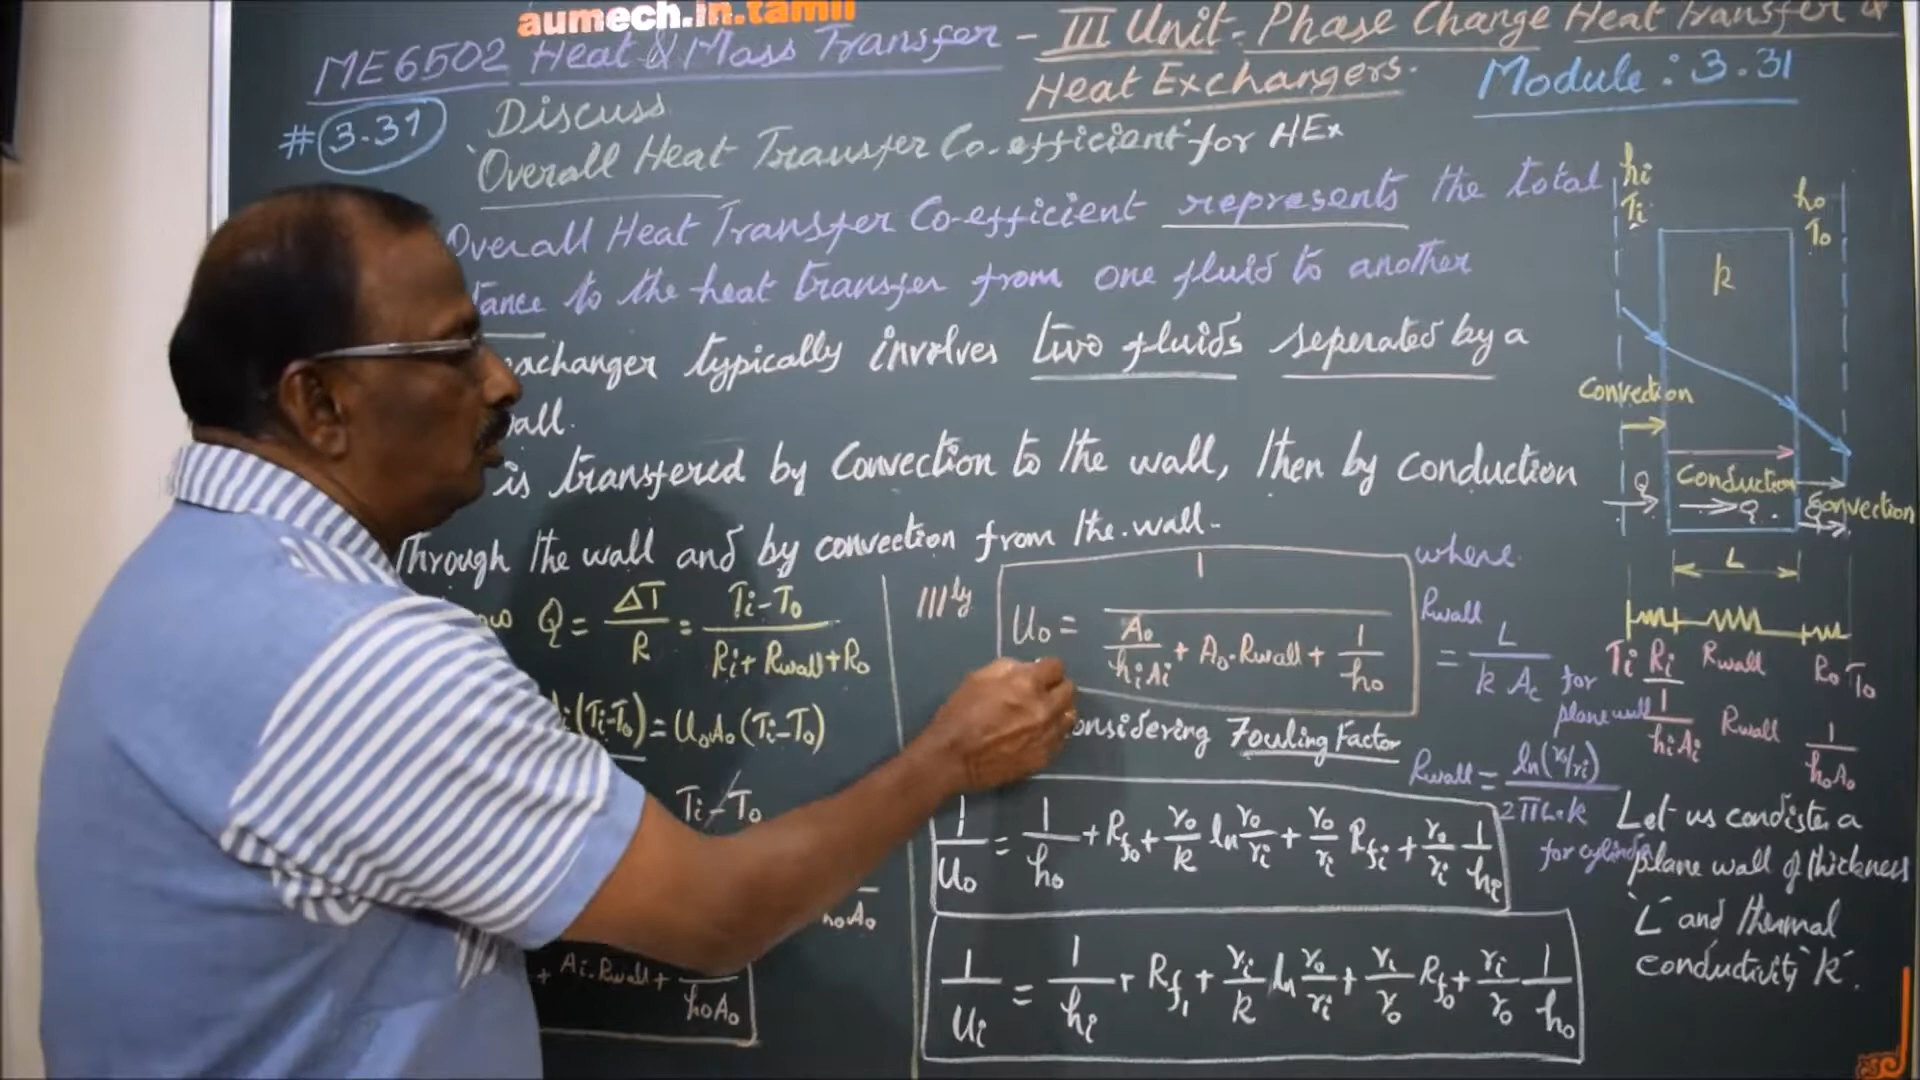 aumech.in.tamil
ME6502 Heat & Mass Transfer - III Unit - Phase Change Heat Transfer &
Heat Exchangers.
Module : 3.31
# 3.31
Discuss
Overall Heat Transfer Co-efficient for HEx
Overall Heat Transfer Co-efficient represents the total
tance to the heat transfer from one fluid to another
exchanger typically involves two fluids seperated by a
wall.
is transfered by Convection to the wall, then by conduction
Through the wall and by convection from the wall.
Q = ΔT/R = (Ti-To)/(Ri + Rwall + Ro)
i(Ti-To) = UoAo(Ti-To)
Ti-To
hoAo
+ Ai.Rwall + /hoAo
IIIly
Uo = 1/(Ao/hiAi + Ao.Rwall + 1/ho)
onsidering Fouling Factor
1/Uo = 1/ho + Rfo + ro/k ln ro/ri + ro/ri Rfi + ro/ri 1/hi
1/Ui = 1/hi + Rfi + ri/k ln ro/ri + ri/ro Rfo + ri/ro 1/ho
where
Rwall = L/k Ac for plane wall
Rwall = ln(ro/ri)/2πL.k for cylinder
hi
Ti
ho
To
k
Convection
Conduction
Convection
Q
Q
L
Ti Ri Rwall Ro To
1/hiAi Rwall 1/hoAo
Let us condister a
plane wall of thickness
'L' and thermal
conductivity 'k'.